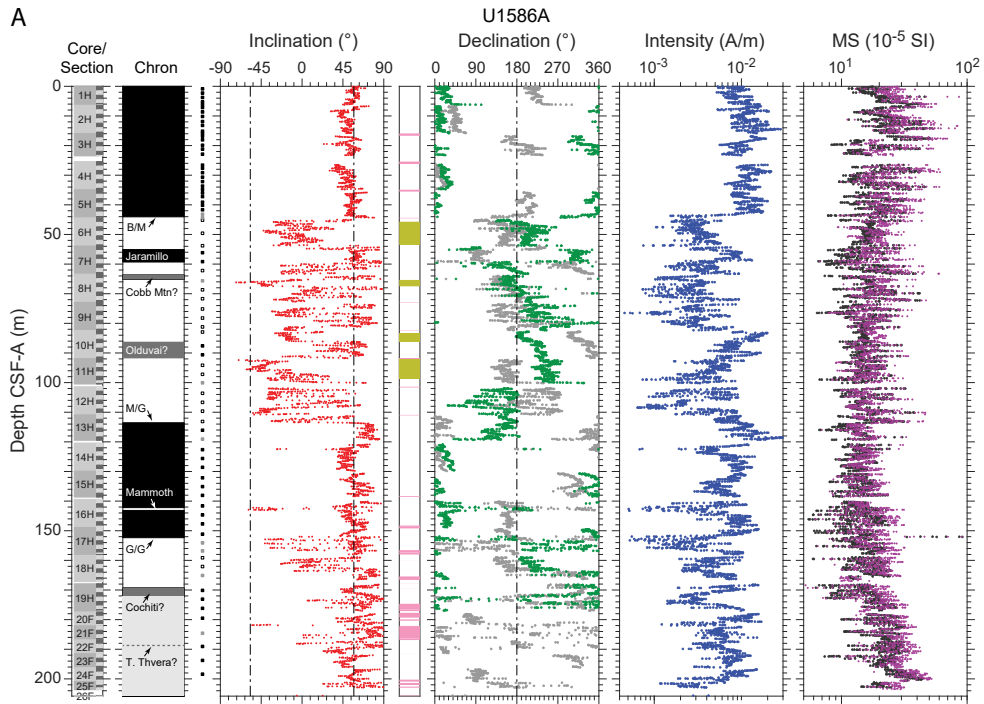 A
U1586A
Core/
Section
Chron
Inclination (°)
Declination (°)
Intensity (A/m)
MS (10-5 SI)
-90 -45 0 45 90
0 90 180 270 360
10-3 10-2
101 102
Depth CSF-A (m)
0
50
100
150
200
1H
2H
3H
4H
5H
6H
7H
8H
9H
10H
11H
12H
13H
14H
15H
16H
17H
18H
19H
20F
21F
22F
23F
24F
25F
B/M
Jaramillo
Cobb Mtn?
Olduvai?
M/G
Mammoth
G/G
Cochiti?
T. Thvera?